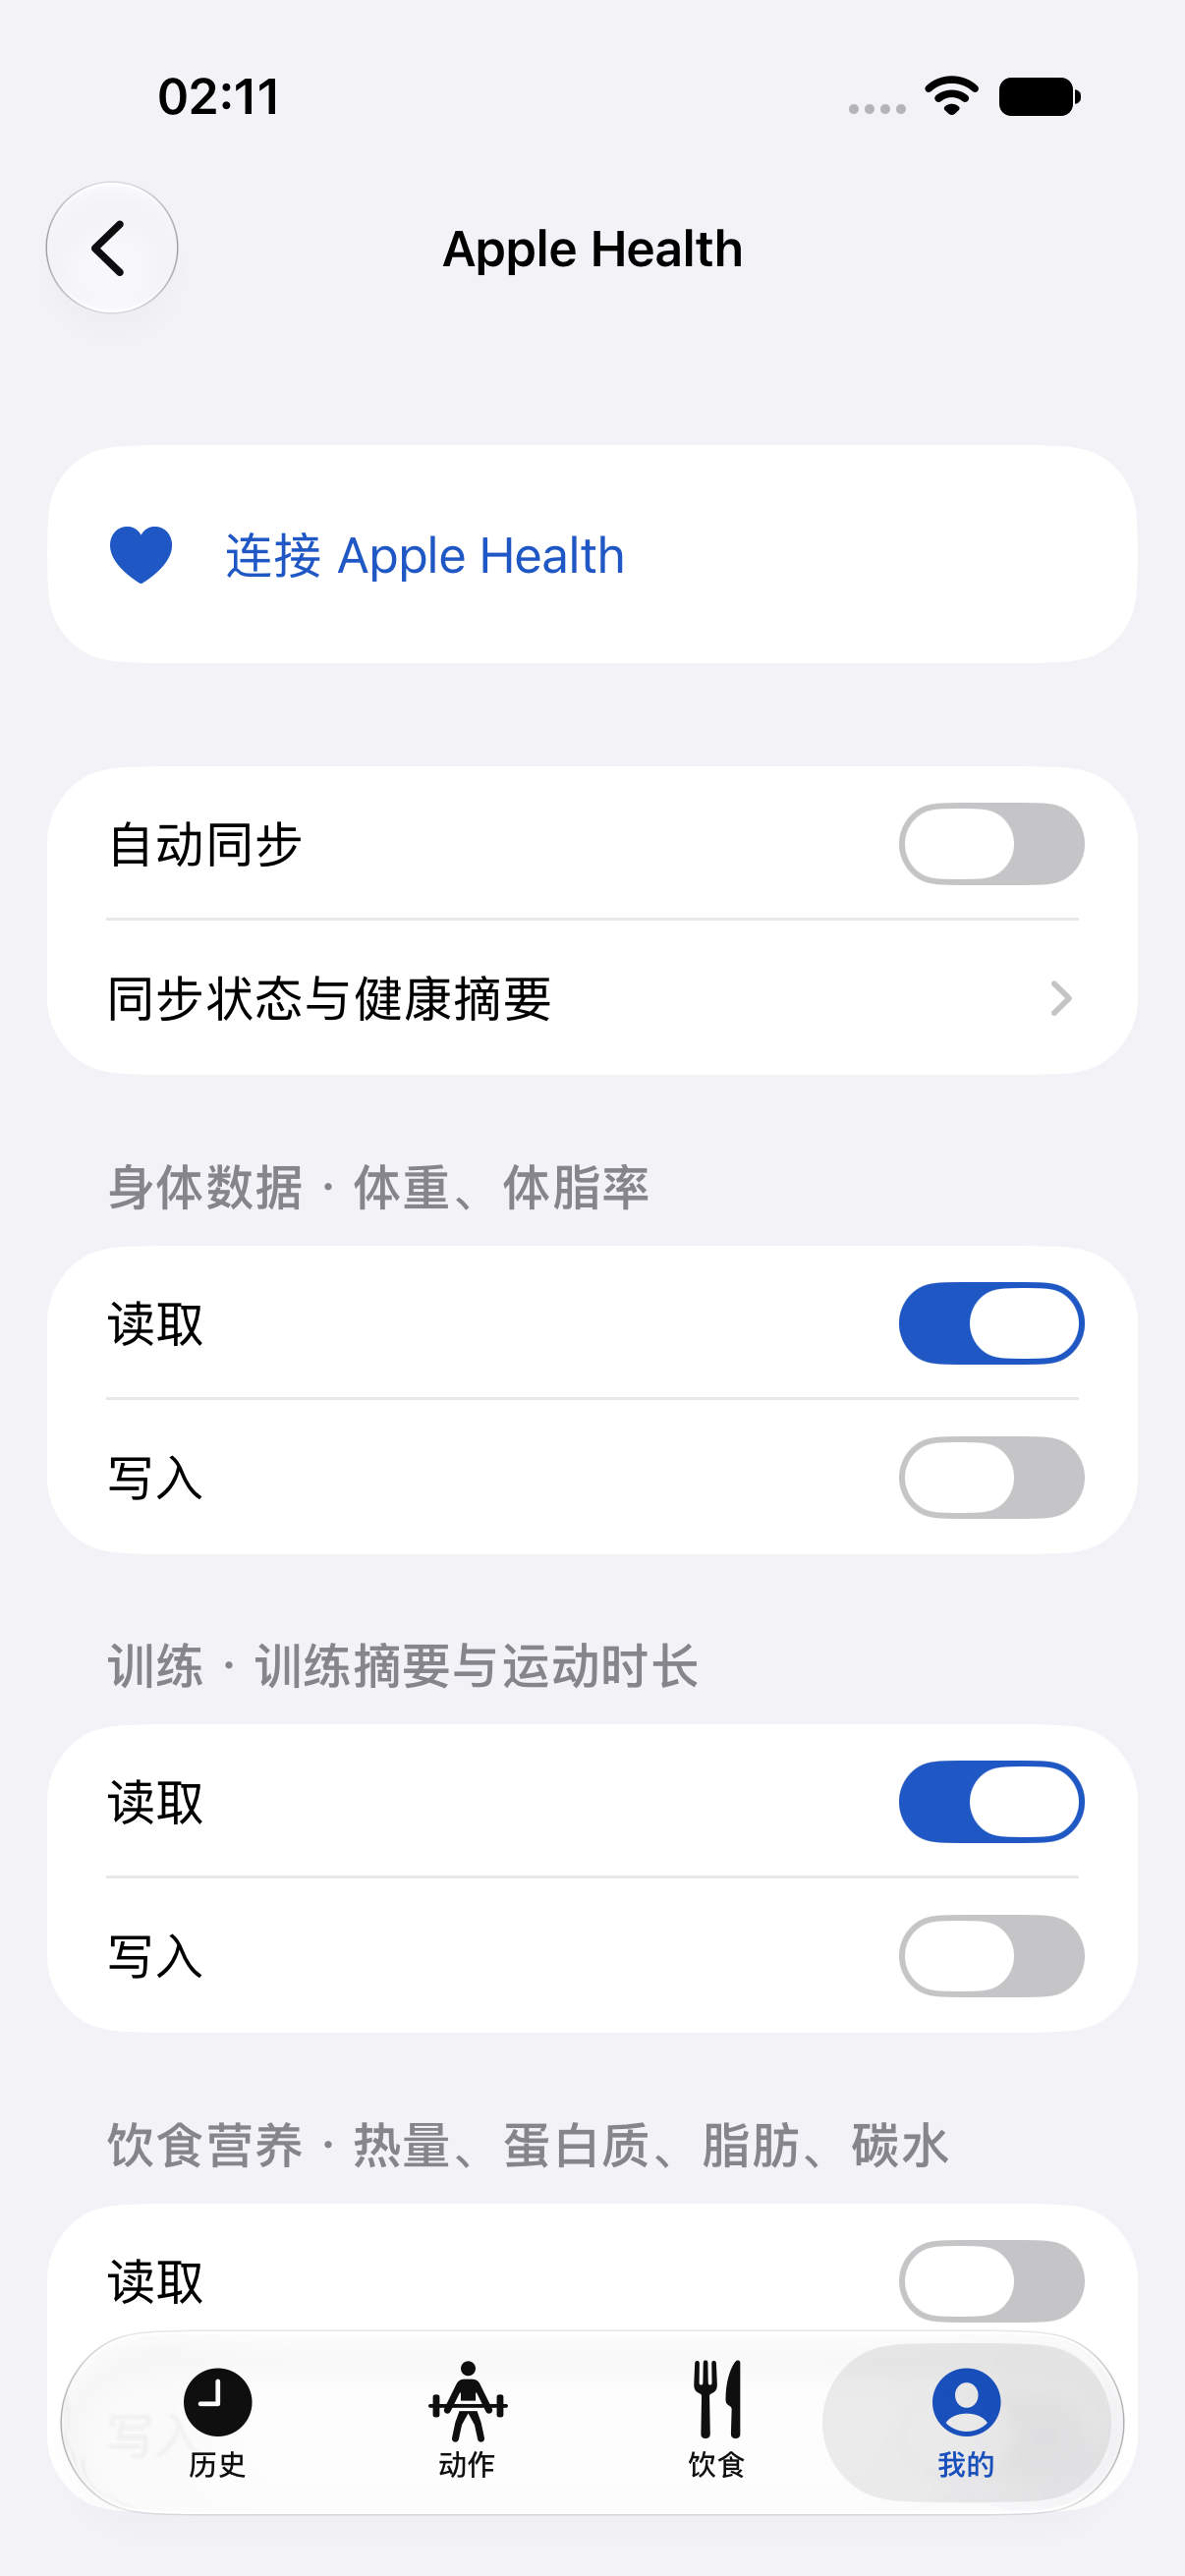 02:11
Apple Health
连接 Apple Health
自动同步
同步状态与健康摘要
身体数据 · 体重、体脂率
读取
写入
训练 · 训练摘要与运动时长
读取
写入
饮食营养 · 热量、蛋白质、脂肪、碳水
读取
写入
历史
动作
饮食
我的